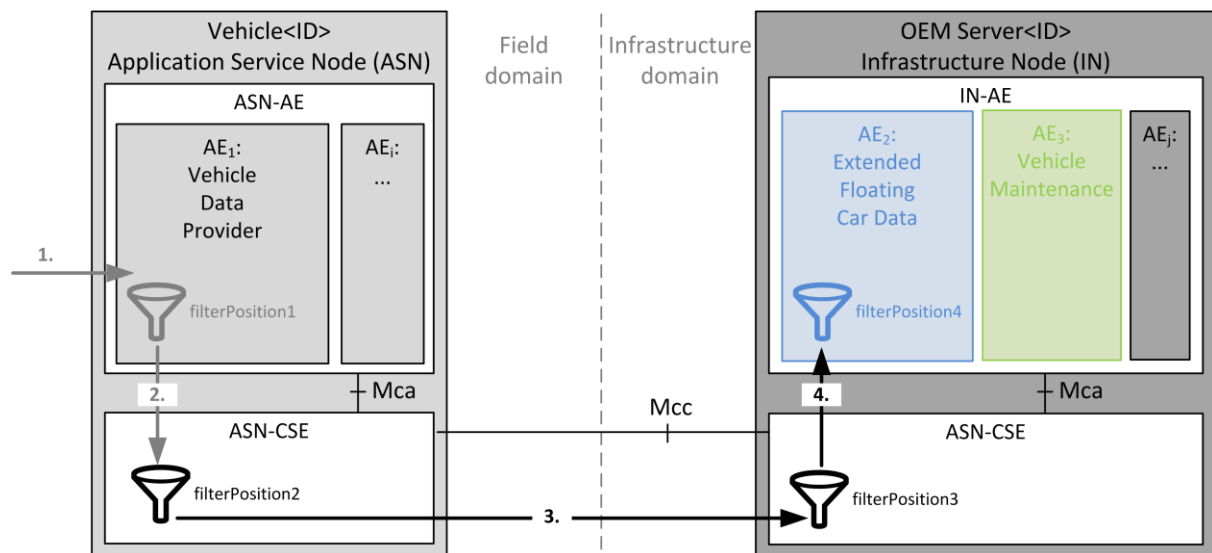 Vehicle<ID>
Application Service Node (ASN)
ASN-AE
AE1:
Vehicle
Data
Provider
AEi:
...
1.
filterPosition1
2.
Mca
ASN-CSE
filterPosition2
Field
domain
Infrastructure
domain
Mcc
3.
OEM Server<ID>
Infrastructure Node (IN)
IN-AE
AE2:
Extended
Floating
Car Data
AE3:
Vehicle
Maintenance
AEj:
...
filterPosition4
4.
Mca
ASN-CSE
filterPosition3